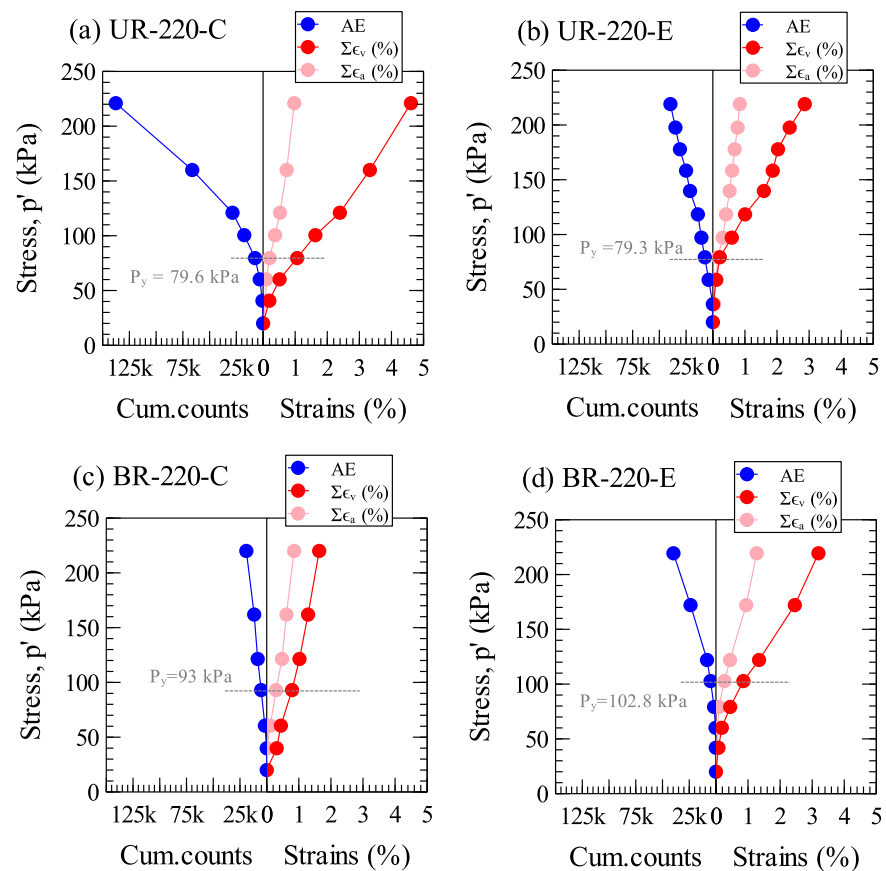 (a) UR-220-C
AE
Σϵᵥ (%)
Σϵₐ (%)
250
200
150
100
50
0
Stress, p' (kPa)
Pᵧ = 79.6 kPa
125k 75k 25k 0 1 2 3 4 5
Cum.counts Strains (%)
(b) UR-220-E
AE
Σϵᵥ (%)
Σϵₐ (%)
250
200
150
100
50
0
Stress, p' (kPa)
Pᵧ =79.3 kPa
125k 75k 25k 0 1 2 3 4 5
Cum.counts Strains (%)
(c) BR-220-C
AE
Σϵᵥ (%)
Σϵₐ (%)
250
200
150
100
50
0
Stress, p' (kPa)
Pᵧ=93 kPa
125k 75k 25k 0 1 2 3 4 5
Cum.counts Strains (%)
(d) BR-220-E
AE
Σϵᵥ (%)
Σϵₐ (%)
250
200
150
100
50
0
Stress, p' (kPa)
Pᵧ=102.8 kPa
125k 75k 25k 0 1 2 3 4 5
Cum.counts Strains (%)